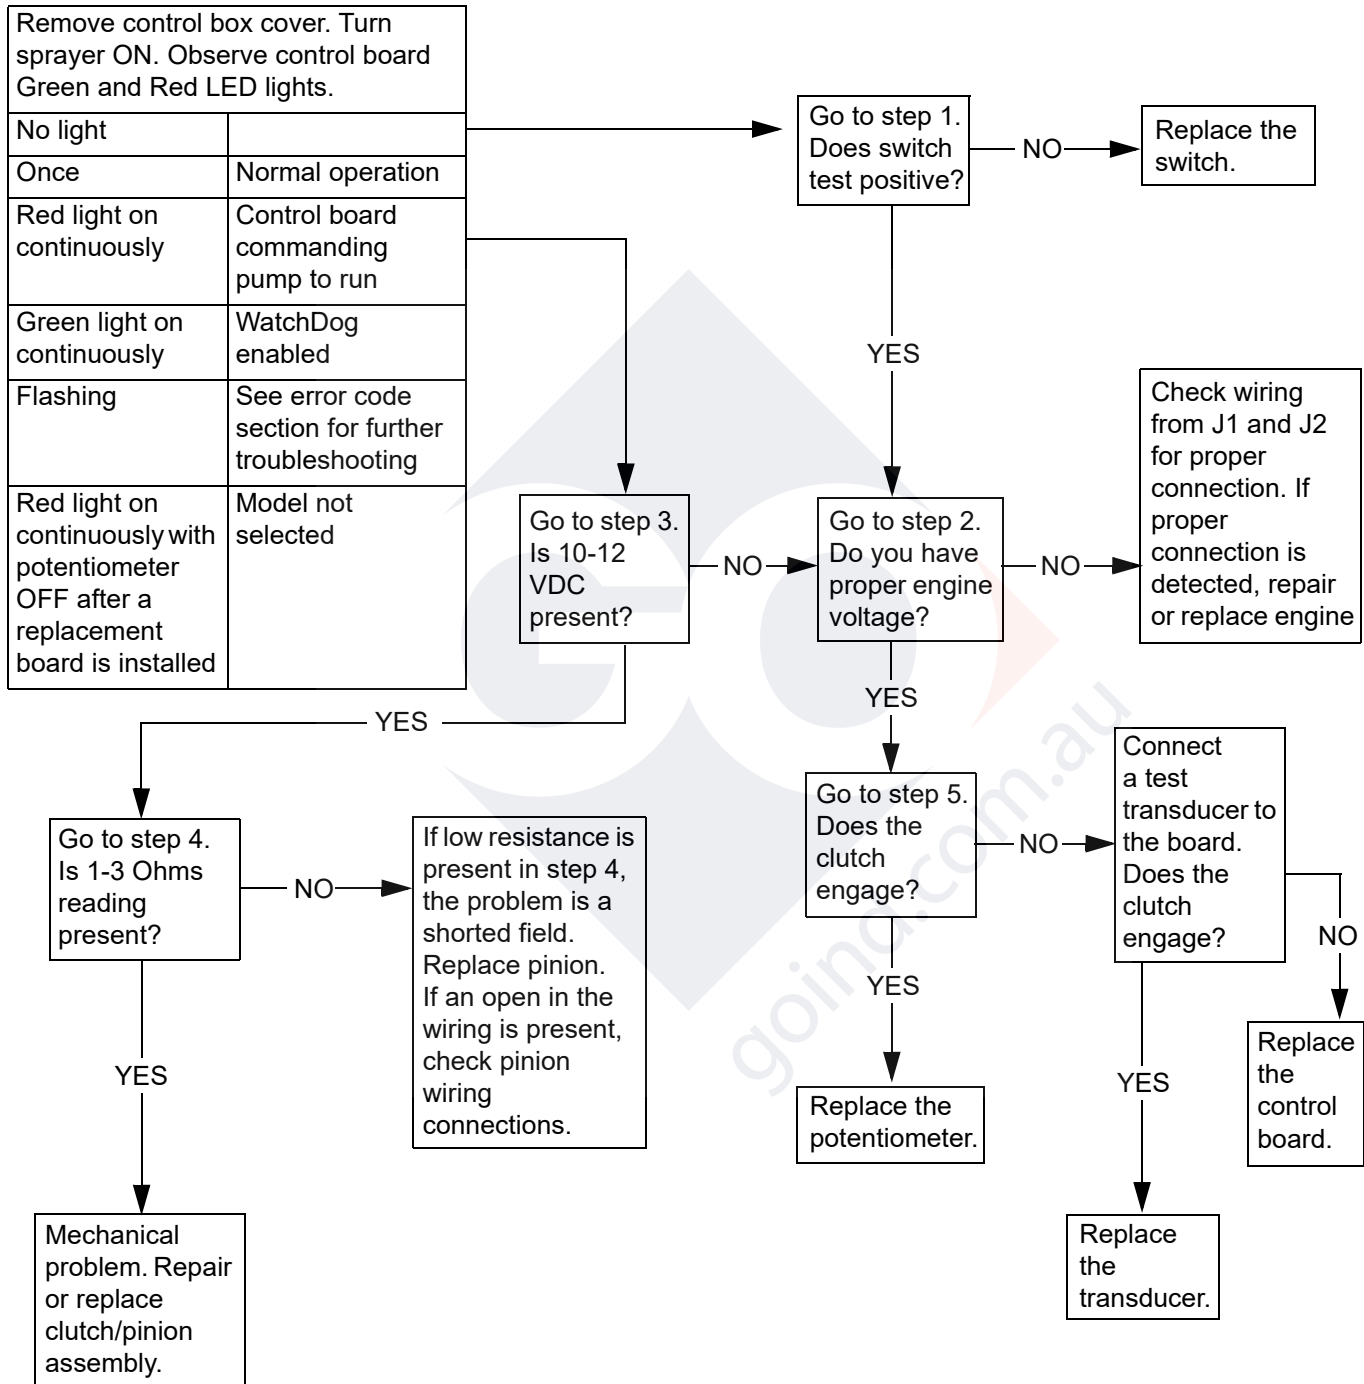 Remove control box cover. Turn
sprayer ON. Observe control board
Green and Red LED lights.
No light
Once
Normal operation
Red light on
continuously
Control board
commanding
pump to run
Green light on
continuously
WatchDog
enabled
Flashing
See error code
section for further
troubleshooting
Red light on
continuously with
potentiometer
OFF after a
replacement
board is installed
Model not
selected
Go to step 1.
Does switch
test positive?
NO
Replace the
switch.
YES
Go to step 3.
Is 10-12
VDC
present?
NO
Go to step 2.
Do you have
proper engine
voltage?
NO
Check wiring
from J1 and J2
for proper
connection. If
proper
connection is
detected, repair
or replace engine
YES
YES
Go to step 4.
Is 1-3 Ohms
reading
present?
NO
If low resistance is
present in step 4,
the problem is a
shorted field.
Replace pinion.
If an open in the
wiring is present,
check pinion
wiring
connections.
YES
Mechanical
problem. Repair
or replace
clutch/pinion
assembly.
Go to step 5.
Does the
clutch
engage?
NO
Connect
a test
transducer to
the board.
Does the
clutch
engage?
NO
Replace
the
control
board.
YES
Replace the
potentiometer.
YES
Replace
the
transducer.
goind.com.au